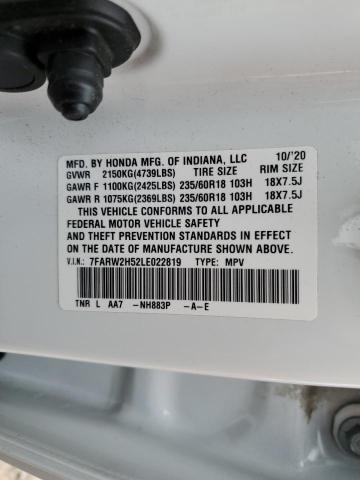 MFD. BY HONDA MFG. OF INDIANA, LLC 10/'20
GVWR 2150KG(4739LBS) TIRE SIZE RIM SIZE
GAWR F 1100KG(2425LBS) 235/60R18 103H 18X7.5J
GAWR R 1075KG(2369LBS) 235/60R18 103H 18X7.5J
THIS VEHICLE CONFORMS TO ALL APPLICABLE
FEDERAL MOTOR VEHICLE SAFETY
AND THEFT PREVENTION STANDARDS IN EFFECT
ON THE DATE OF MANUFACTURE SHOWN ABOVE.
V.I.N.: 7FARW2H52LE022819 TYPE: MPV
TNR L AA7 -NH883P -A-E